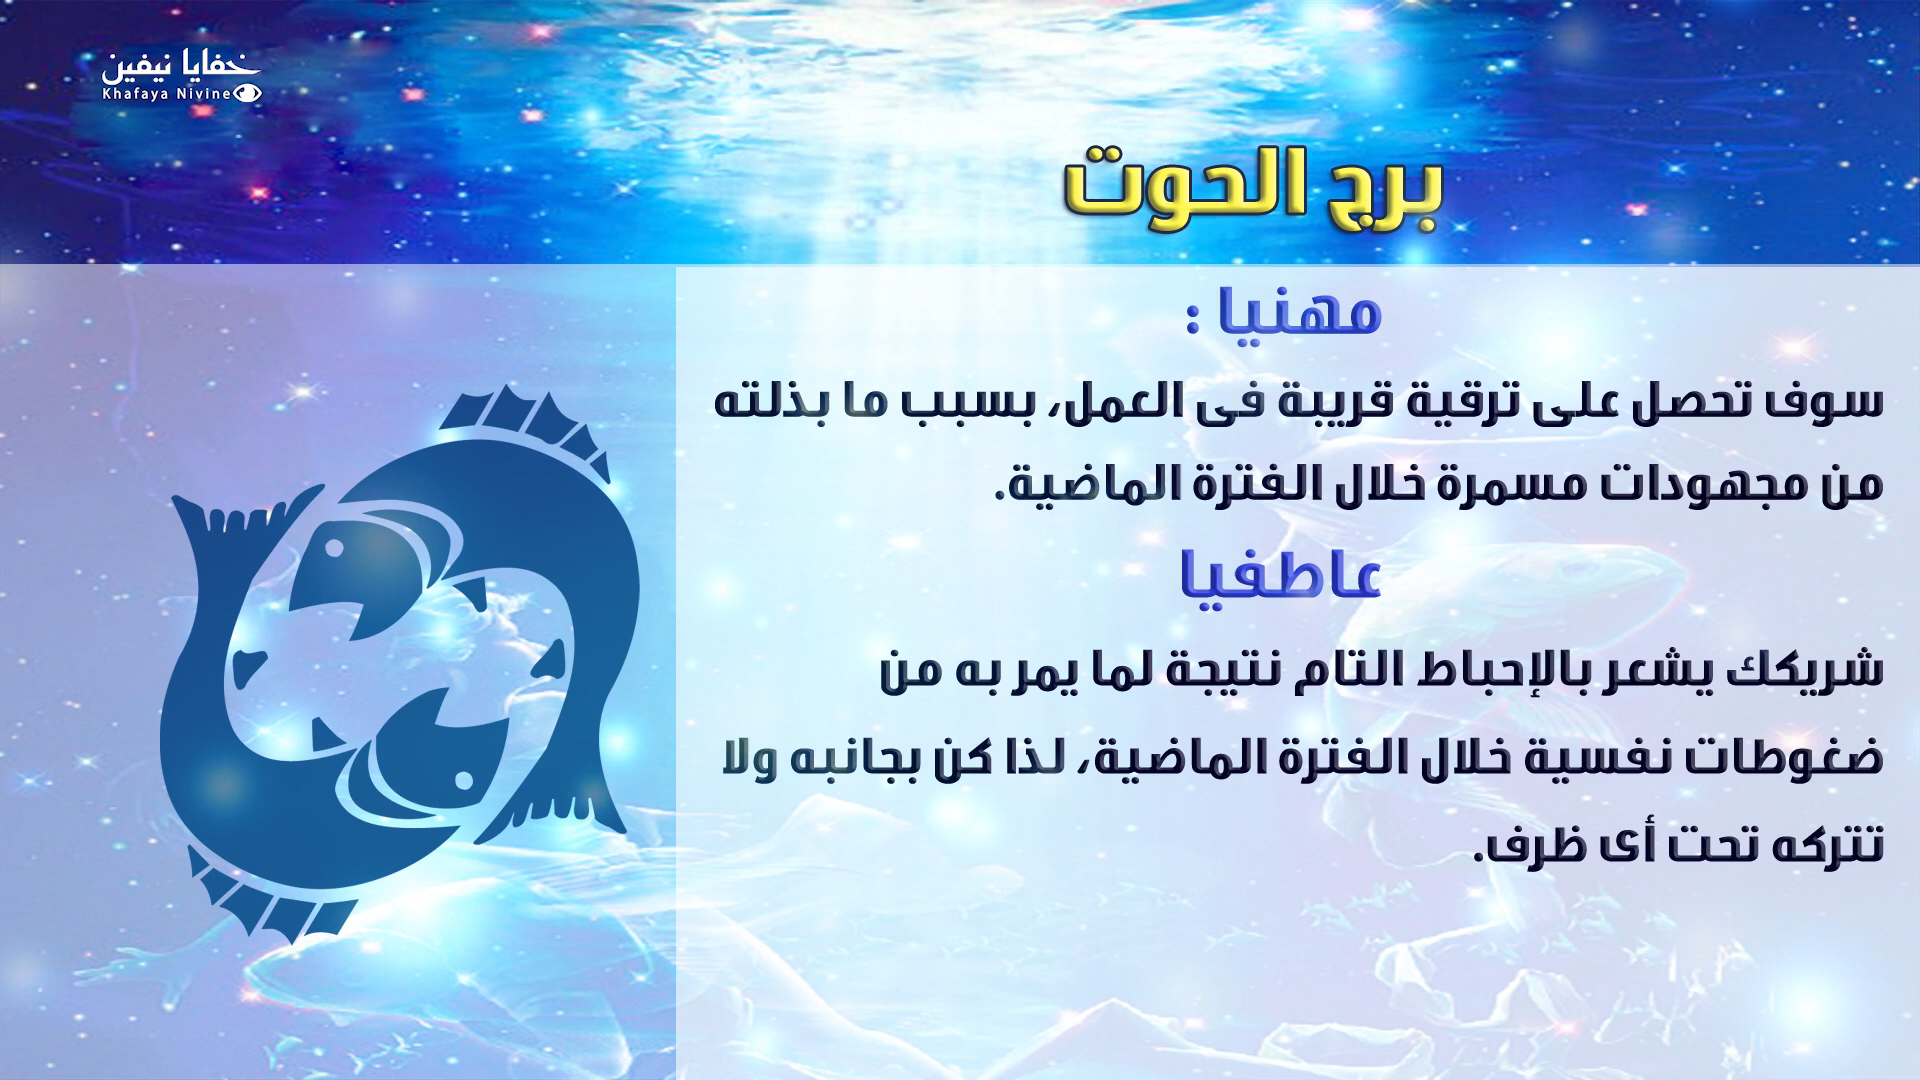 خفايا نيفين
Khafaya Nivine
برج الحوت
مهنيا :
سوف تحصل على ترقية قريبة فى العمل، بسبب ما بذلته
من مجهودات مسمرة خلال الفترة الماضية.
عاطفيا
شريكك يشعر بالإحباط التام نتيجة لما يمر به من
ضغوطات نفسية خلال الفترة الماضية، لذا كن بجانبه ولا
تتركه تحت أى ظرف.